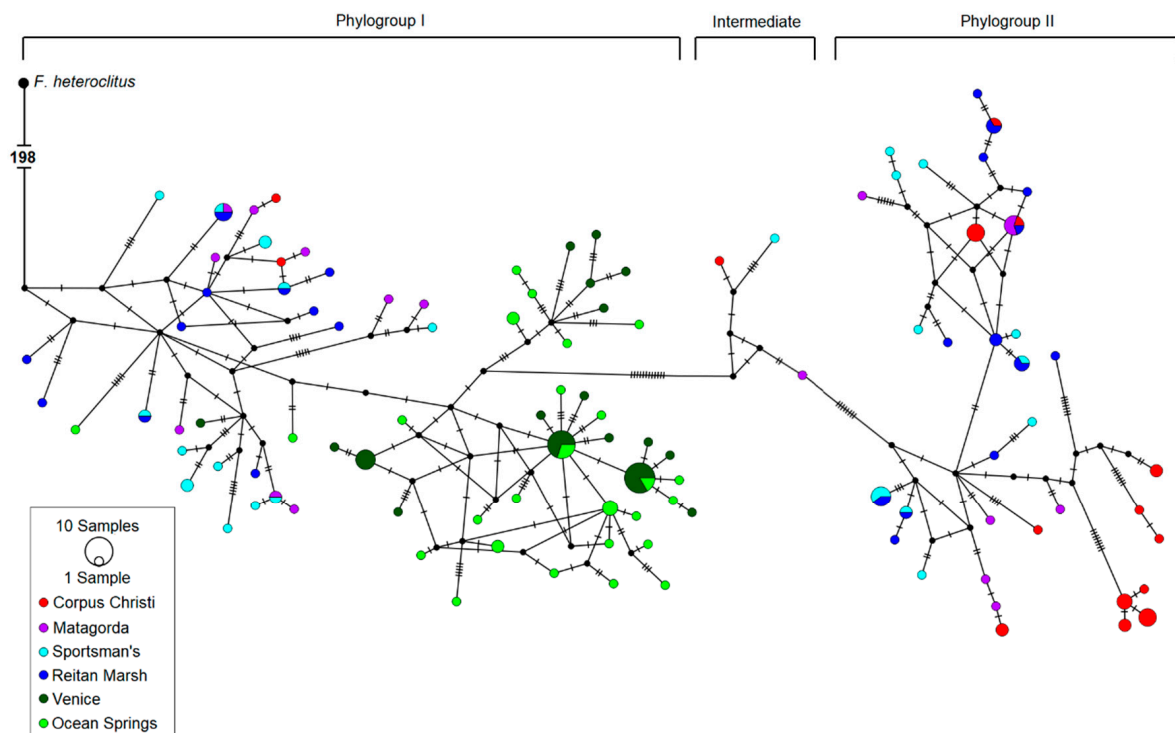 Phylogroup I
Intermediate
Phylogroup II
F. heteroclitus
198
10 Samples
1 Sample
Corpus Christi
Matagorda
Sportsman's
Reitan Marsh
Venice
Ocean Springs